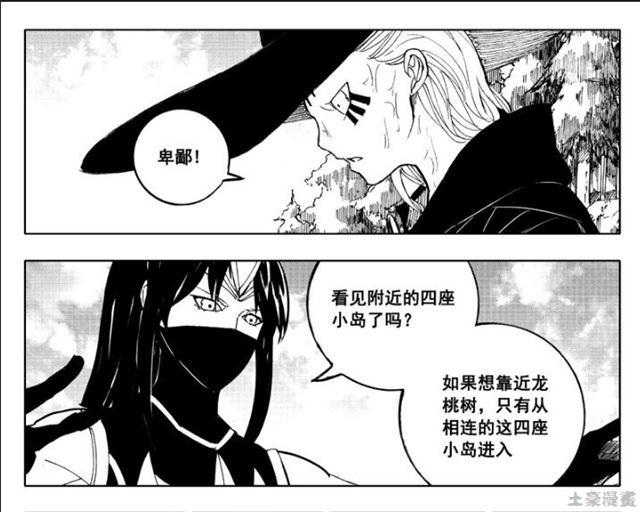 卑鄙!
看见附近的四座
小岛了吗?
如果想靠近龙
桃树，只有从
相连的这四座
小岛进入
土豪漫画